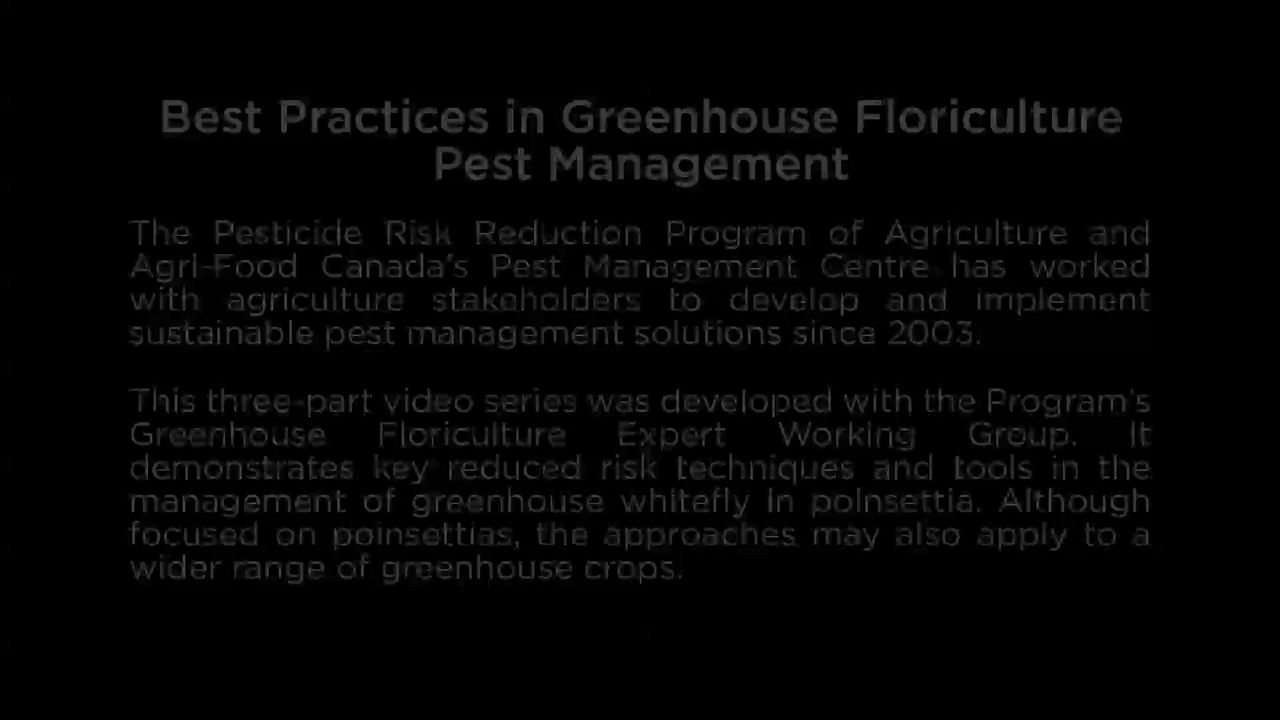 Best Practices in Greenhouse Floriculture
Pest Management
The Pesticide Risk Reduction Program of Agriculture and
Agri-Food Canada's Pest Management Centre has worked
with agriculture stakeholders to develop and implement
sustainable pest management solutions since 2003.
This three-part video series was developed with the Program's
Greenhouse Floriculture Expert Working Group. It
demonstrates key reduced risk techniques and tools in the
management of greenhouse whitefly in poinsettia. Although
focused on poinsettias, the approaches may also apply to a
wider range of greenhouse crops.